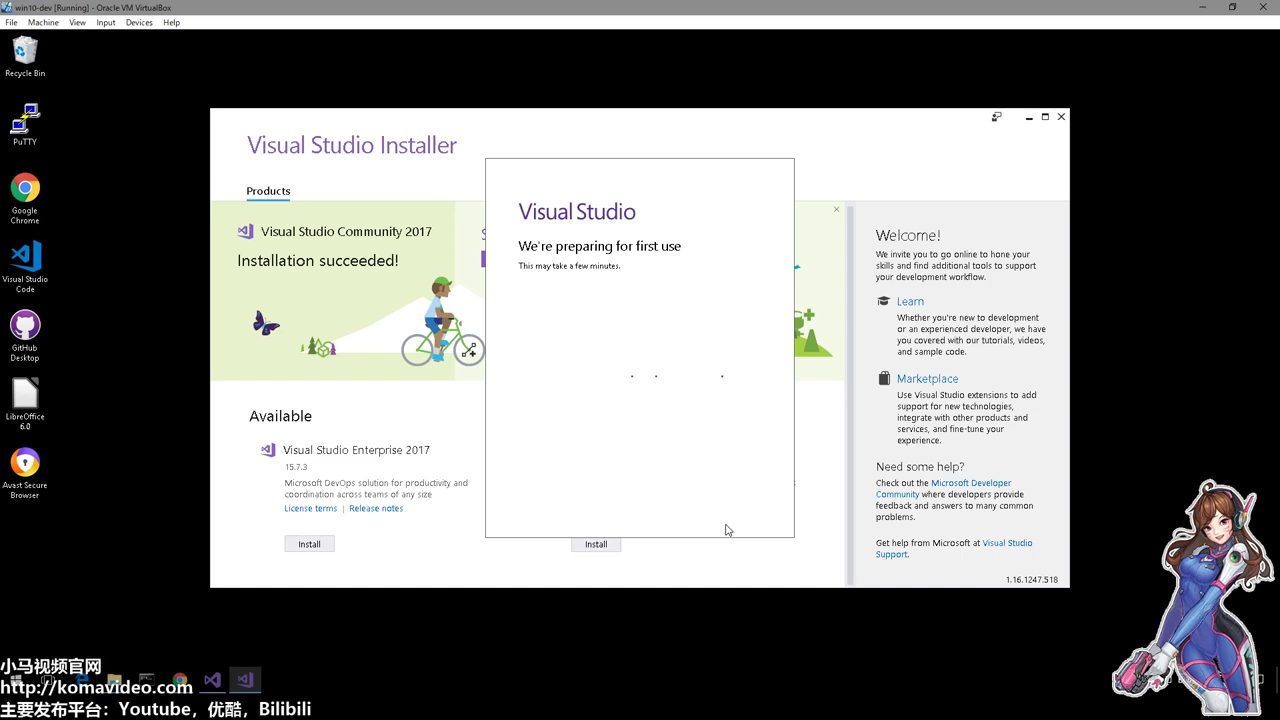 win10-dev [Running] - Oracle VM VirtualBox
File Machine View Input Devices Help
Recycle Bin
PuTTY
Google
Chrome
Visual Studio
Code
GitHub
Desktop
LibreOffice
6.0
Avast Secure
Browser
Visual Studio Installer
Products
Visual Studio Community 2017
Installation succeeded!
Available
Visual Studio Enterprise 2017
15.7.3
Microsoft DevOps solution for productivity and
coordination across teams of any size
License terms | Release notes
Install
Visual Studio
We're preparing for first use
This may take a few minutes.
Install
Welcome!
We invite you to go online to hone your
skills and find additional tools to support
your development workflow.
Learn
Whether you're new to development
or an experienced developer, we have
you covered with our tutorials, videos,
and sample code.
Marketplace
Use Visual Studio extensions to add
support for new technologies,
integrate with other products and
services, and fine-tune your
experience.
Need some help?
Check out the Microsoft Developer
Community where developers provide
feedback and answers to many common
problems.
Get help from Microsoft at Visual Studio
Support.
1.16.1247.518
小马视频官网
http://komavideo.com
主要发布平台：Youtube，优酷，Bilibili